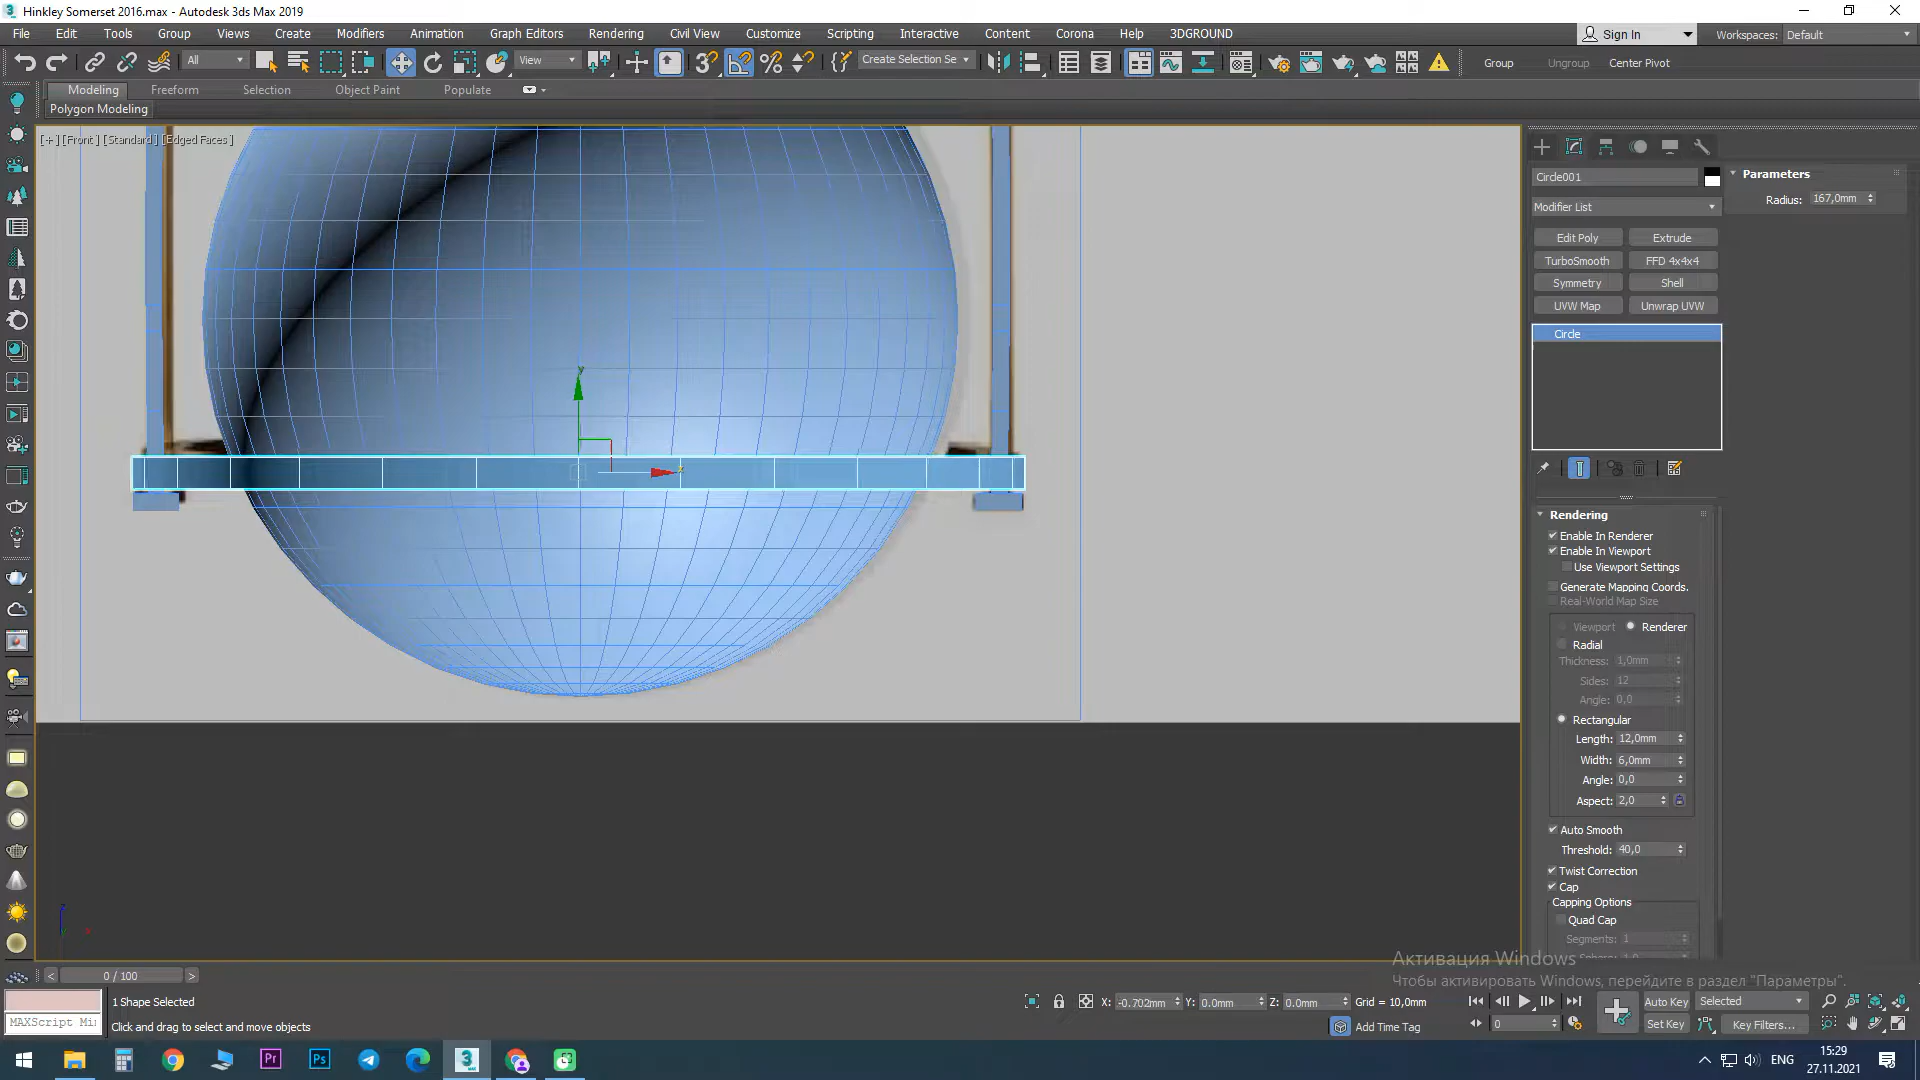 Hinkley Somerset 2016.max - Autodesk 3ds Max 2019
File Edit Tools Group Views Create Modifiers Animation Graph Editors Rendering Civil View Customize Scripting Interactive Content Corona Help 3DGROUND
Sign In Workspaces: Default
All View Create Selection Se Group Ungroup Center Pivot
Modeling Freeform Selection Object Paint Populate
Polygon Modeling
[+] [Front] [Standard] [Edged Faces]
Circle001
Modifier List
Edit Poly Extrude
TurboSmooth FFD 4x4x4
Symmetry Shell
UVW Map Unwrap UVW
Circle
Parameters
Radius: 167,0mm
Rendering
Enable In Renderer
Enable In Viewport
Use Viewport Settings
Generate Mapping Coords.
Real-World Map Size
Viewport Renderer
Radial
Thickness: 1,0mm
Sides: 12
Angle: 0,0
Rectangular
Length: 12,0mm
Width: 6,0mm
Angle: 0,0
Aspect: 2,0
Auto Smooth
Threshold: 40,0
Twist Correction
Cap
Capping Options
Quad Cap
Segments: 1
y
x
Активация Windows
Чтобы активировать Windows, перейдите в раздел "Параметры".
< 0 / 100 >
1 Shape Selected
Click and drag to select and move objects
MAXScript Mi
X: -0.702mm Y: 0.0mm Z: 0.0mm Grid = 10,0mm
Add Time Tag
0
Auto Key Selected
Set Key Key Filters...
ENG
15:29
27.11.2021